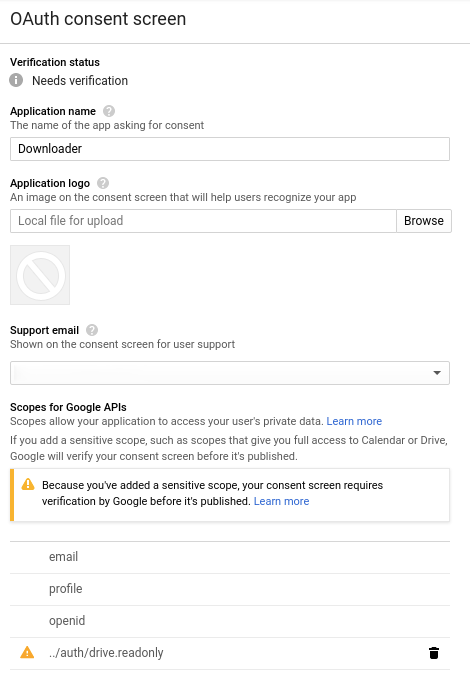 OAuth consent screen
Verification status
Needs verification
Application name
The name of the app asking for consent
Downloader
Application logo
An image on the consent screen that will help users recognize your app
Local file for upload Browse
Support email
Shown on the consent screen for user support
Scopes for Google APIs
Scopes allow your application to access your user's private data. Learn more
If you add a sensitive scope, such as scopes that give you full access to Calendar or Drive,
Google will verify your consent screen before it's published.
Because you've added a sensitive scope, your consent screen requires
verification by Google before it's published. Learn more
email
profile
openid
../auth/drive.readonly